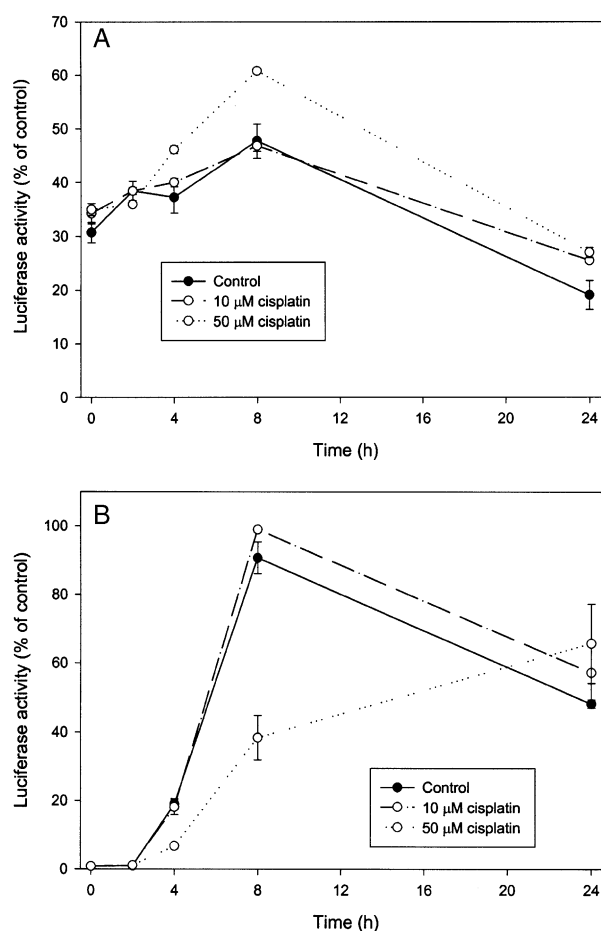 A
Luciferase activity (% of control)
70
60
50
40
30
20
10
0
Control
10 μM cisplatin
50 μM cisplatin
0 4 8 12 16 20 24
Time (h)
B
Luciferase activity (% of control)
100
80
60
40
20
0
Control
10 μM cisplatin
50 μM cisplatin
0 4 8 12 16 20 24
Time (h)